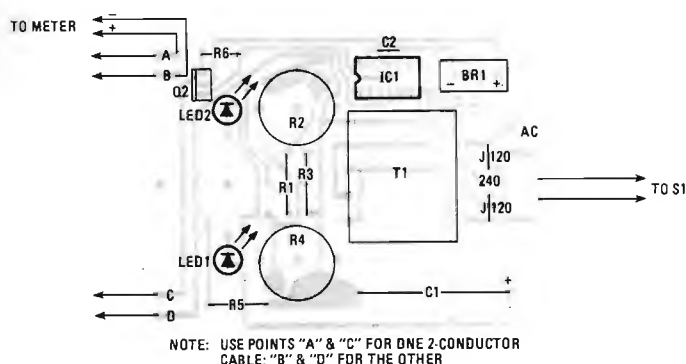 TO METER
−
+
A
B
R6
Q2
LED2
C2
IC1
BR1
- +
R2
AC
J 120
240
J 120
TO S1
T1
R1
R3
R4
LED1
C
D
R5
C1
+
NOTE: USE POINTS "A" & "C" FOR ONE 2-CONDUCTOR
CABLE; "B" & "D" FOR THE OTHER